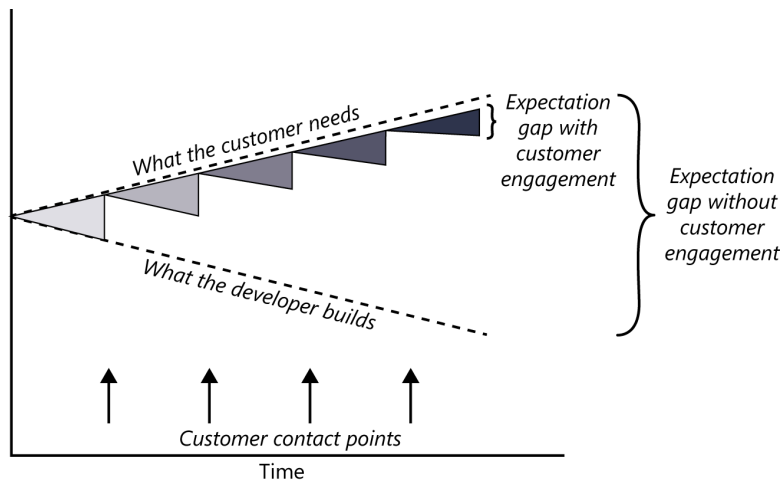 What the customer needs
Expectation
gap with
customer
engagement
Expectation
gap without
customer
engagement
What the developer builds
Customer contact points
Time